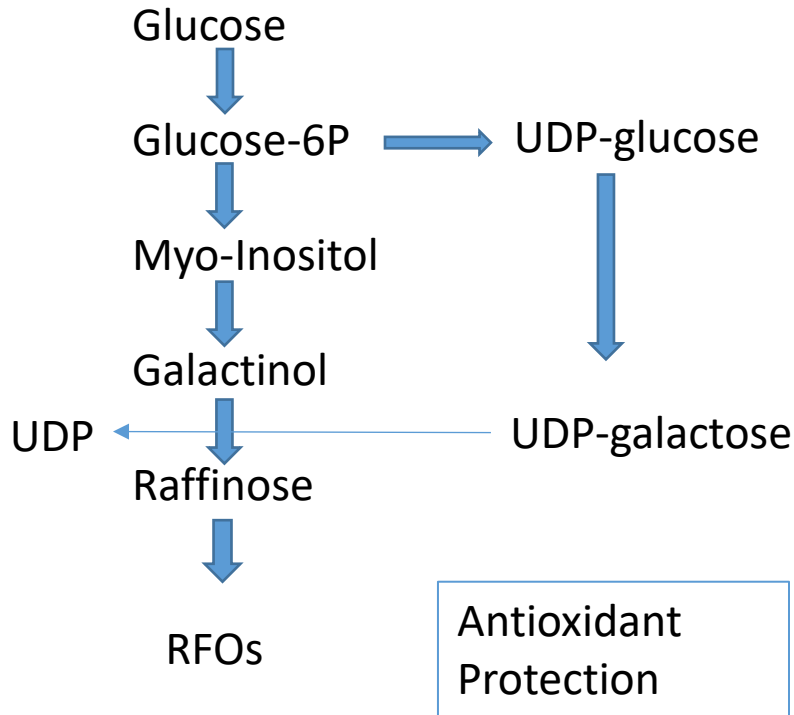 Glucose
Glucose-6P
UDP-glucose
Myo-Inositol
Galactinol
UDP
UDP-galactose
Raffinose
RFOs
Antioxidant
Protection